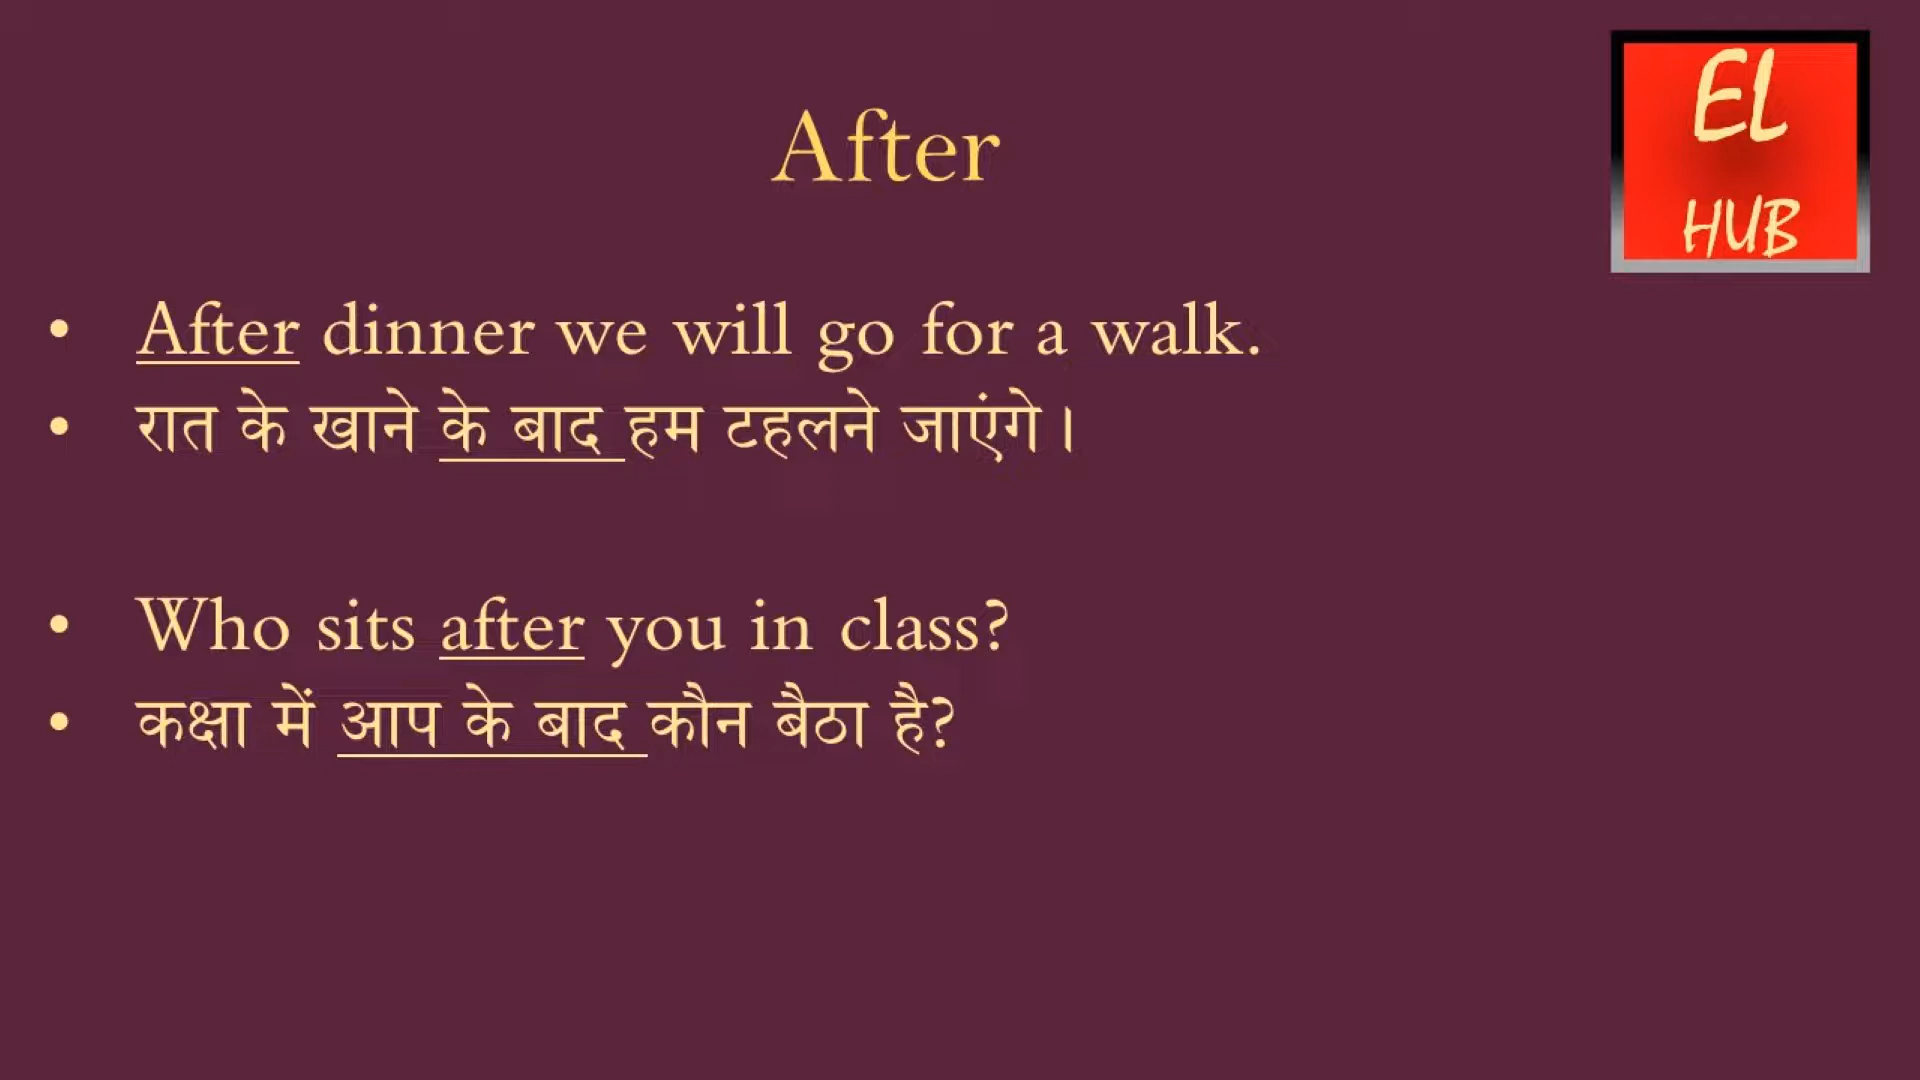 EL
HUB
After
• After dinner we will go for a walk.
• रात के खाने के बाद हम टहलने जाएंगे।
• Who sits after you in class?
• कक्षा में आप के बाद कौन बैठा है?